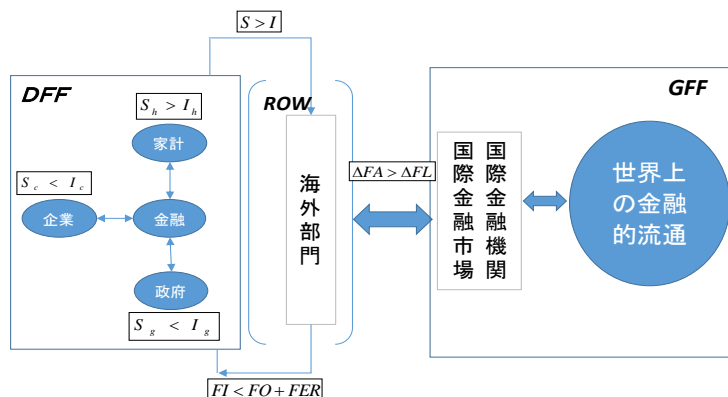 S > I
DFF
S_h > I_h
家計
S_c < I_c
企業
金融
政府
S_g < I_g
ROW
海外部門
FI < FO + FER
ΔFA > ΔFL
GFF
国際金融機関
国際金融市場
世界上
の金融
的流通